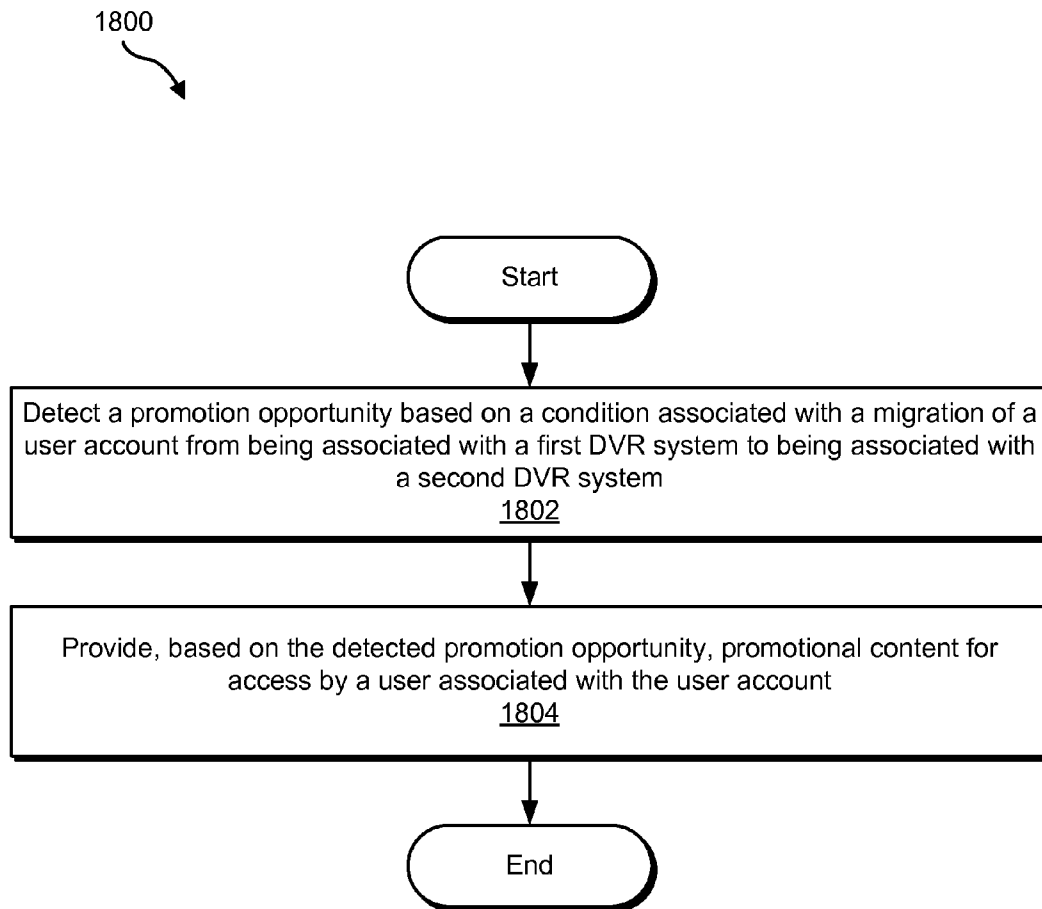 1800
Start
Detect a promotion opportunity based on a condition associated with a migration of a
user account from being associated with a first DVR system to being associated with
a second DVR system
1802
Provide, based on the detected promotion opportunity, promotional content for
access by a user associated with the user account
1804
End